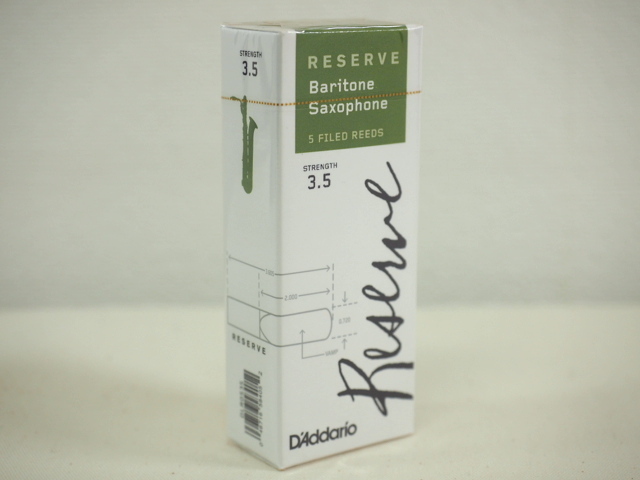 STRENGTH
3.5
RESERVE
Baritone
Saxophone
5 FILED REEDS
STRENGTH
3.5
Reserve
RESERVE
D'Addario